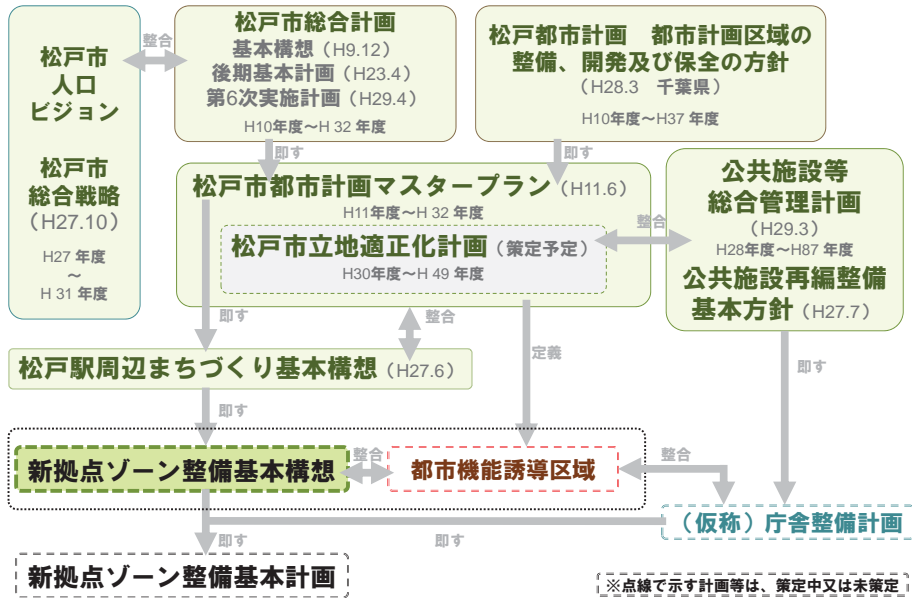 松戸市
人口
ビジョン
松戸市
総合戦略
(H27.10)
H27 年度
~
H 31 年度
整合
松戸市総合計画
基本構想(H9.12)
後期基本計画(H23.4)
第6次実施計画(H29.4)
H10年度~H 32 年度
松戸都市計画 都市計画区域の
整備、開発及び保全の方針
(H28.3 千葉県)
H10年度~H37 年度
即す
即す
松戸市都市計画マスタープラン(H11.6)
H11年度~H 32 年度
松戸市立地適正化計画(策定予定)
H30年度~H 49 年度
整合
公共施設等
総合管理計画
(H29.3)
H28年度~H87 年度
公共施設再編整備
基本方針(H27.7)
即す
整合
定義
松戸駅周辺まちづくり基本構想(H27.6)
即す
即す
新拠点ゾーン整備基本構想
整合
都市機能誘導区域
整合
(仮称)庁舎整備計画
即す
即す
新拠点ゾーン整備基本計画
※点線で示す計画等は、策定中又は未策定